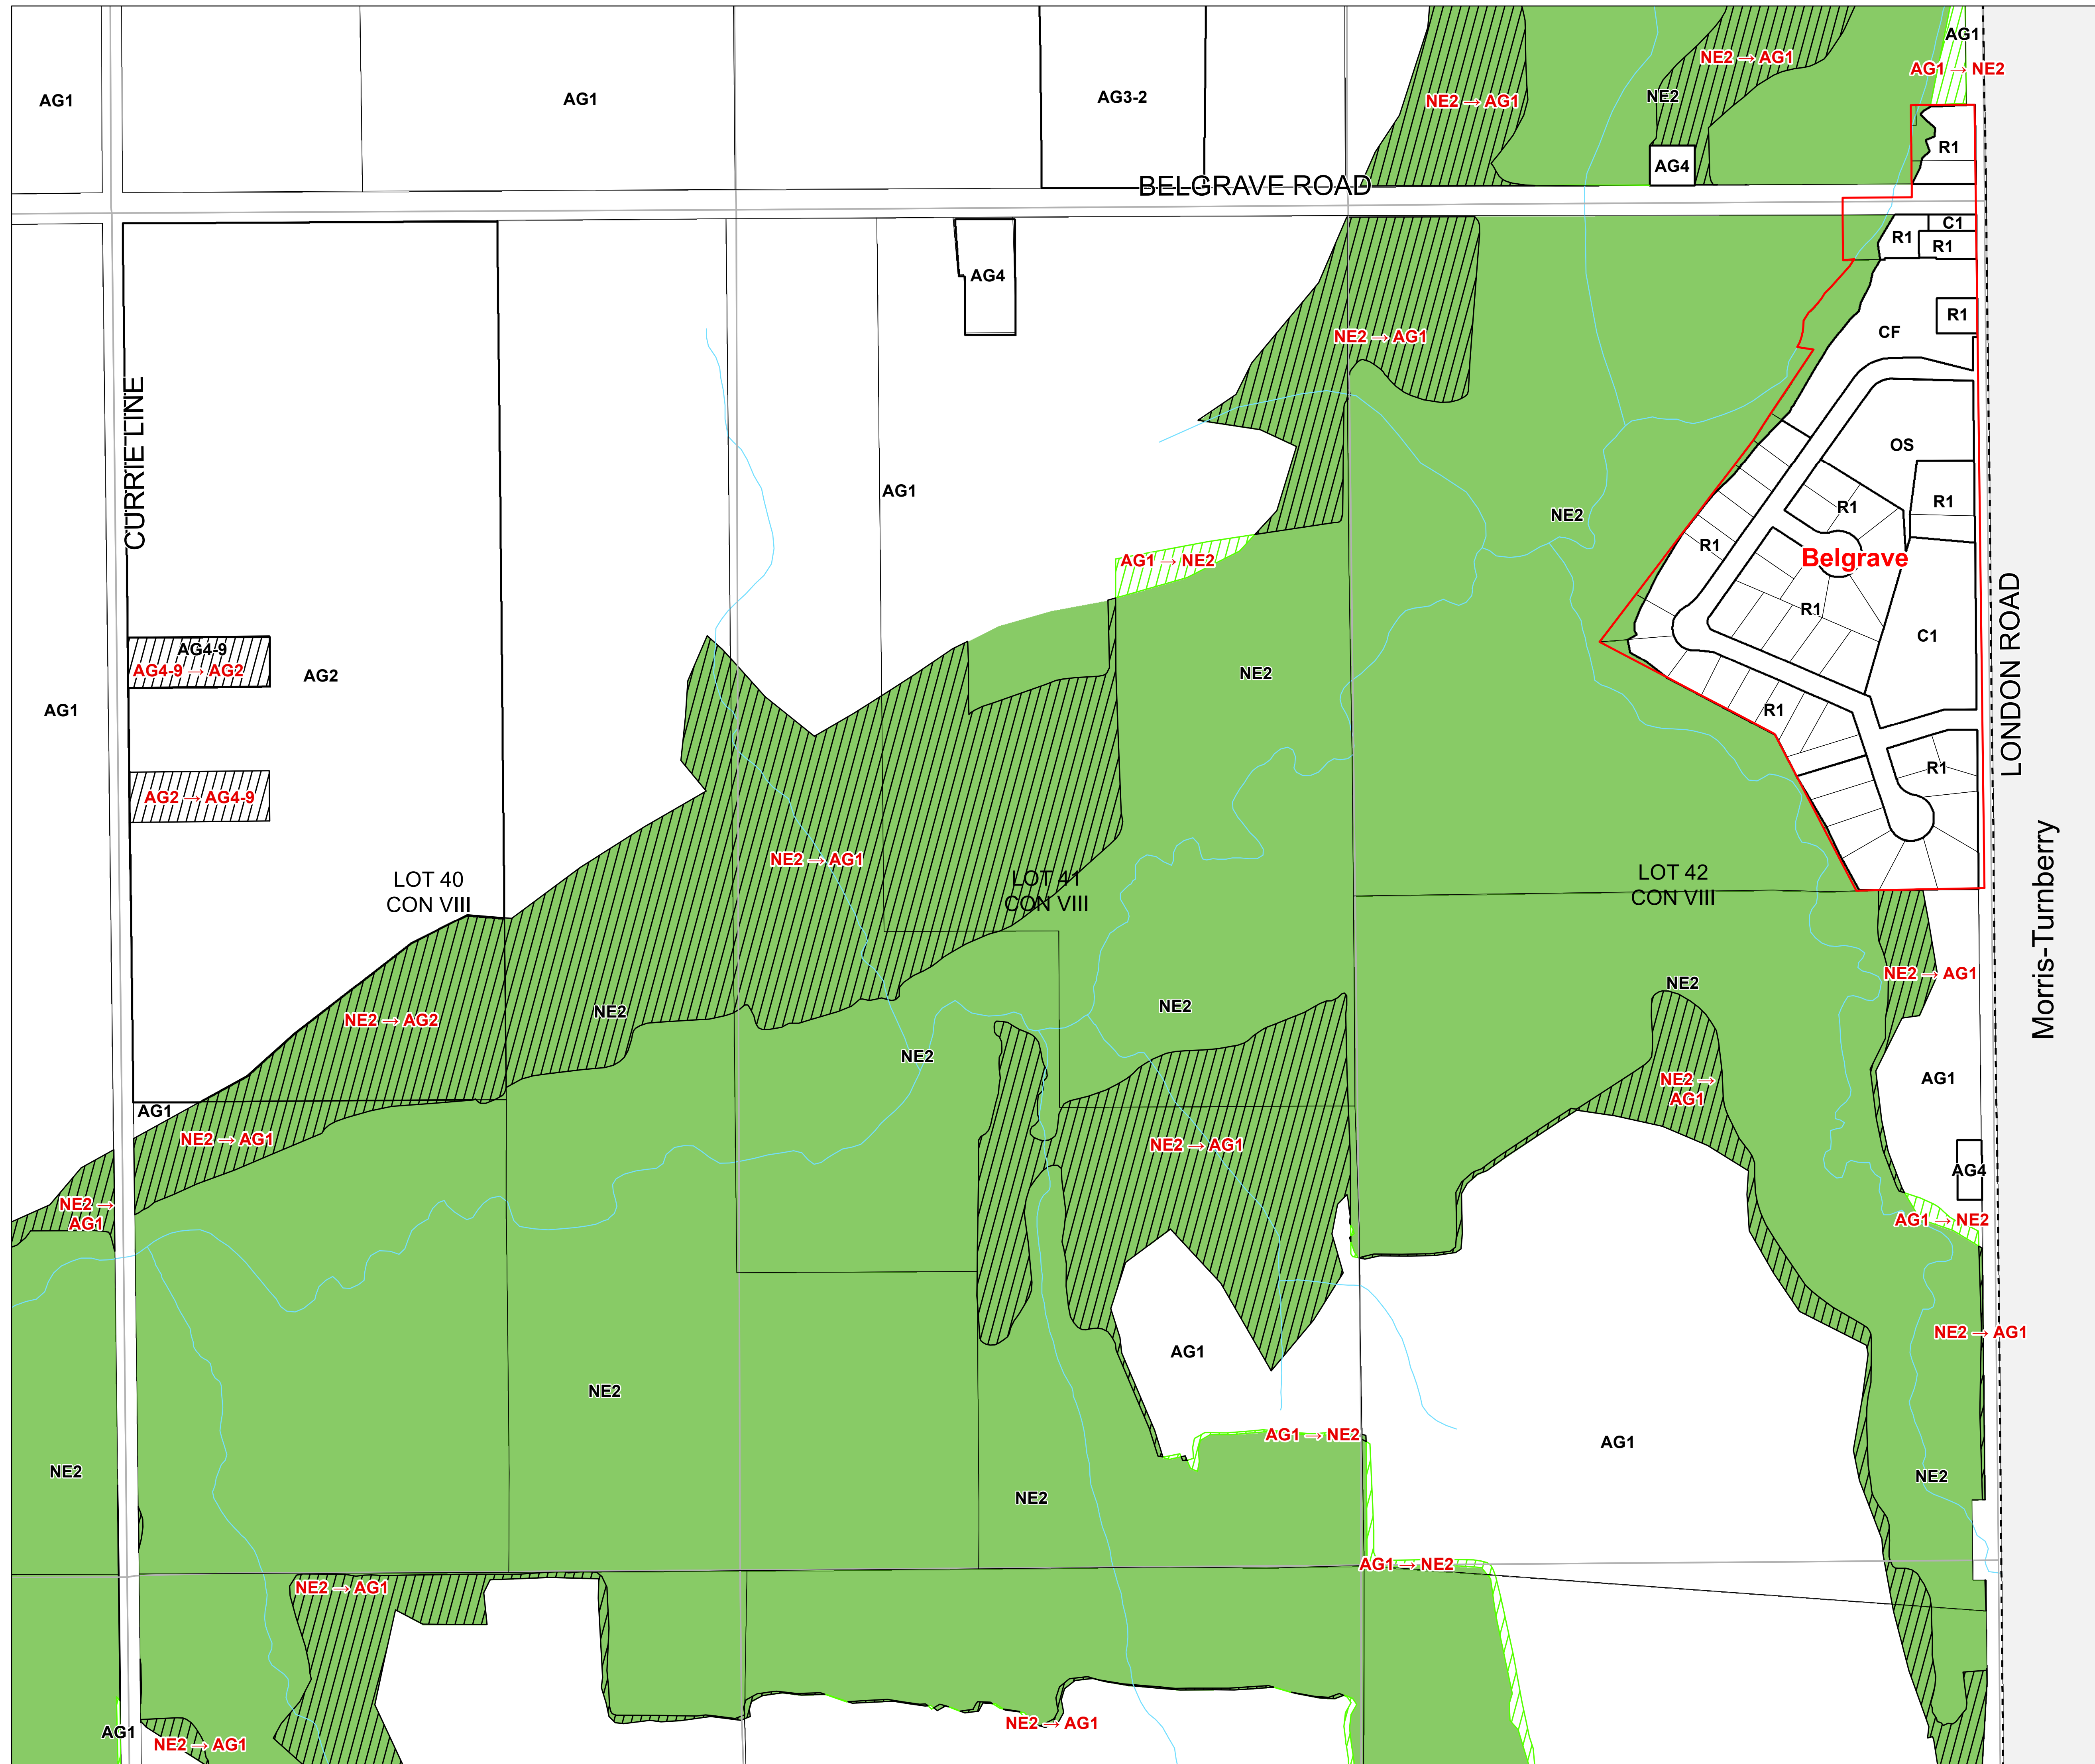 AG1
NE2 → AG1
AG1 → NE2
AG1
AG1
AG3-2
NE2 → AG1
NE2
R1
AG4
BELGRAVE ROAD
C1
R1
R1
AG4
R1
CF
NE2 → AG1
CURRIE LINE
OS
AG1
R1
R1
NE2
R1
Belgrave
AG1 → NE2
R1
C1
AG4-9
AG4-9 → AG2
AG2
NE2
LONDON ROAD
AG1
R1
R1
AG2 → AG4-9
NE2 → AG1
LOT 40
CON VIII
LOT 41
CON VIII
LOT 42
CON VIII
Morris-Turnberry
NE2 → AG1
NE2
NE2
NE2
NE2 → AG2
NE2
NE2 →
AG1
AG1
AG1
NE2 → AG1
NE2 → AG1
AG4
NE2 →
AG1
AG1 → NE2
NE2 → AG1
AG1
NE2
AG1 → NE2
AG1
NE2
NE2
NE2
AG1 → NE2
NE2 → AG1
NE2 → AG1
AG1
NE2 → AG1